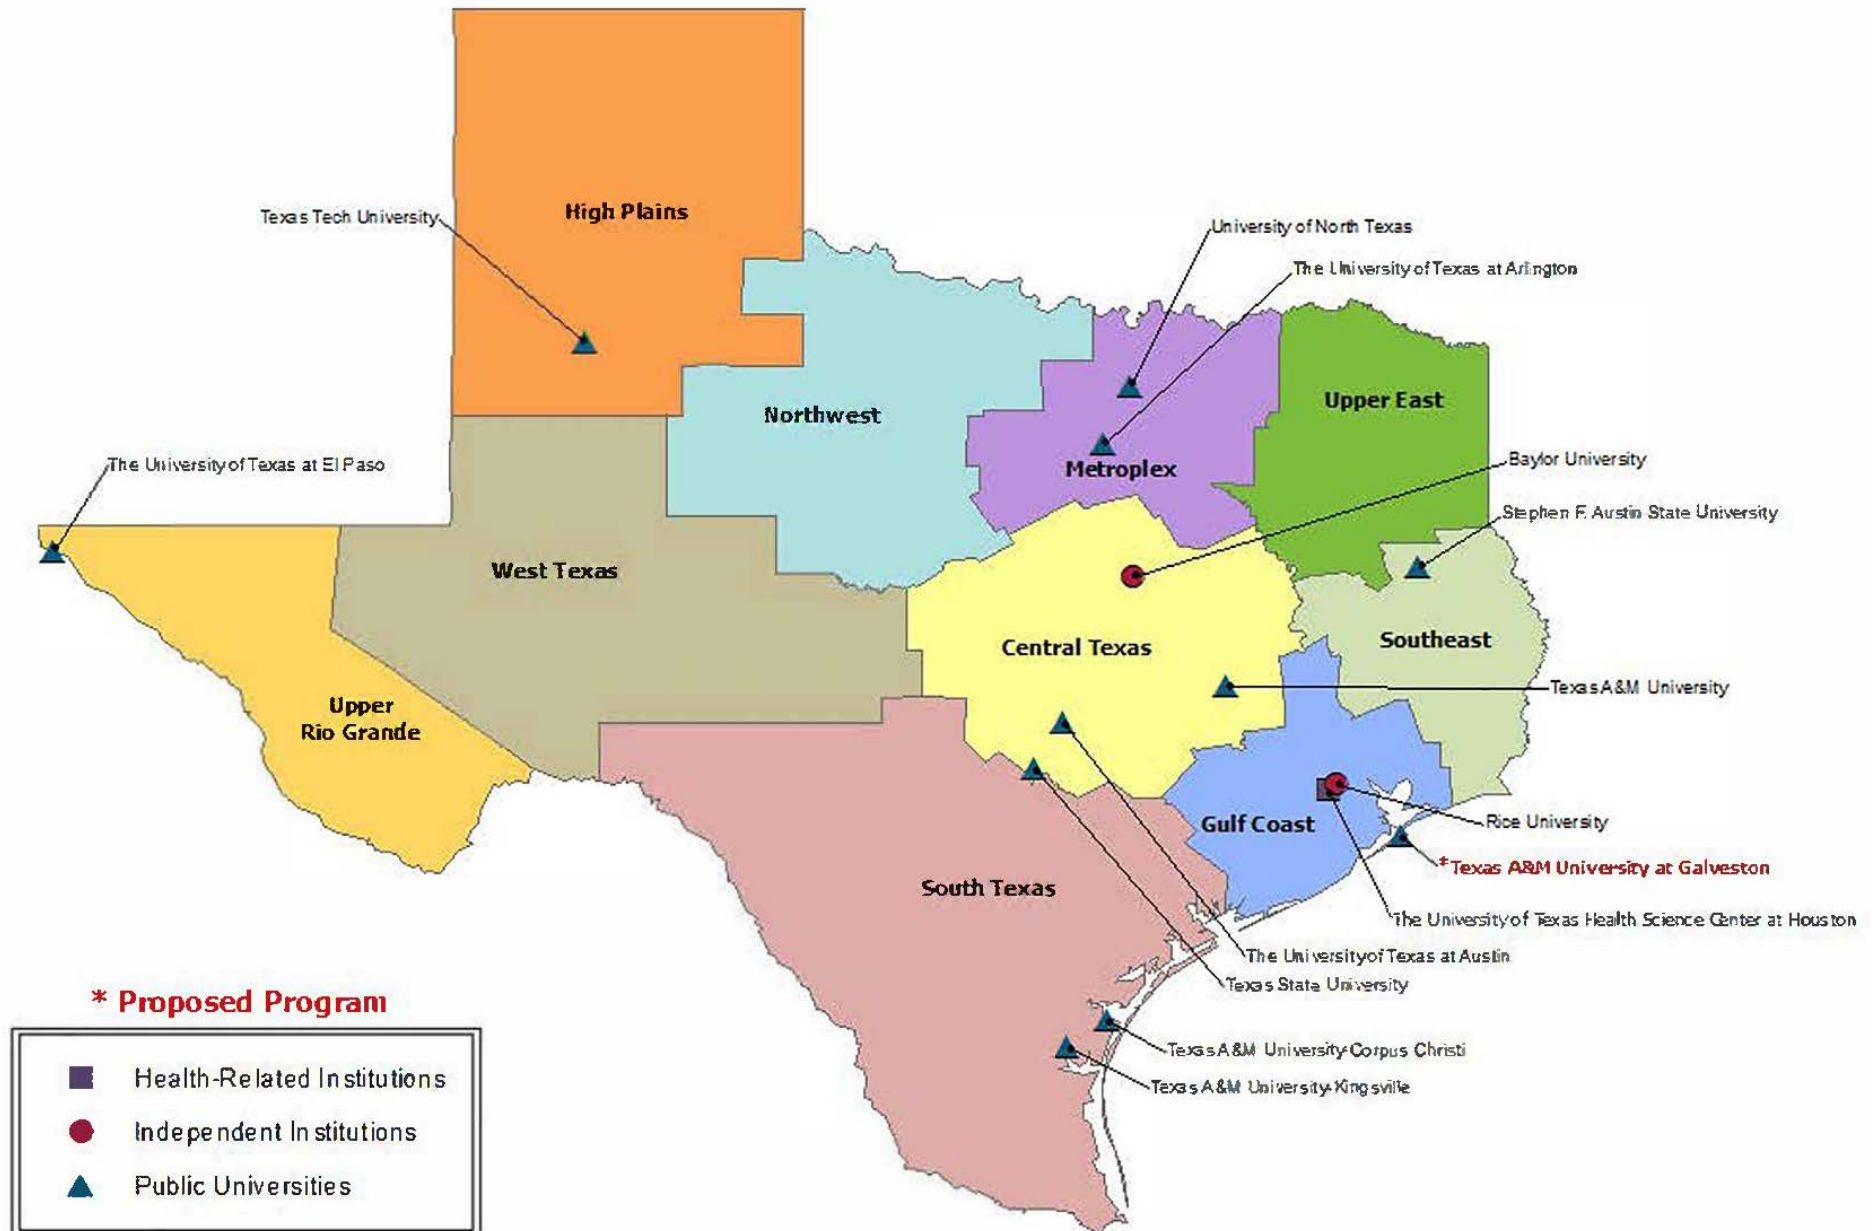 High Plains
Texas Tech University
University of North Texas
The University of Texas at Arlington
Upper East
Northwest
Metroplex
Baylor University
The University of Texas at El Paso
Stephen F. Austin State University
West Texas
Central Texas
Southeast
Texas A&M University
Upper
Rio Grande
Gulf Coast
Rice University
*Texas A&M University at Galveston
South Texas
The University of Texas Health Science Center at Houston
The University of Texas at Austin
Texas State University
Texas A&M University-Corpus Christi
Texas A&M University-Kingsville
* Proposed Program
Health-Related Institutions
Independent Institutions
Public Universities